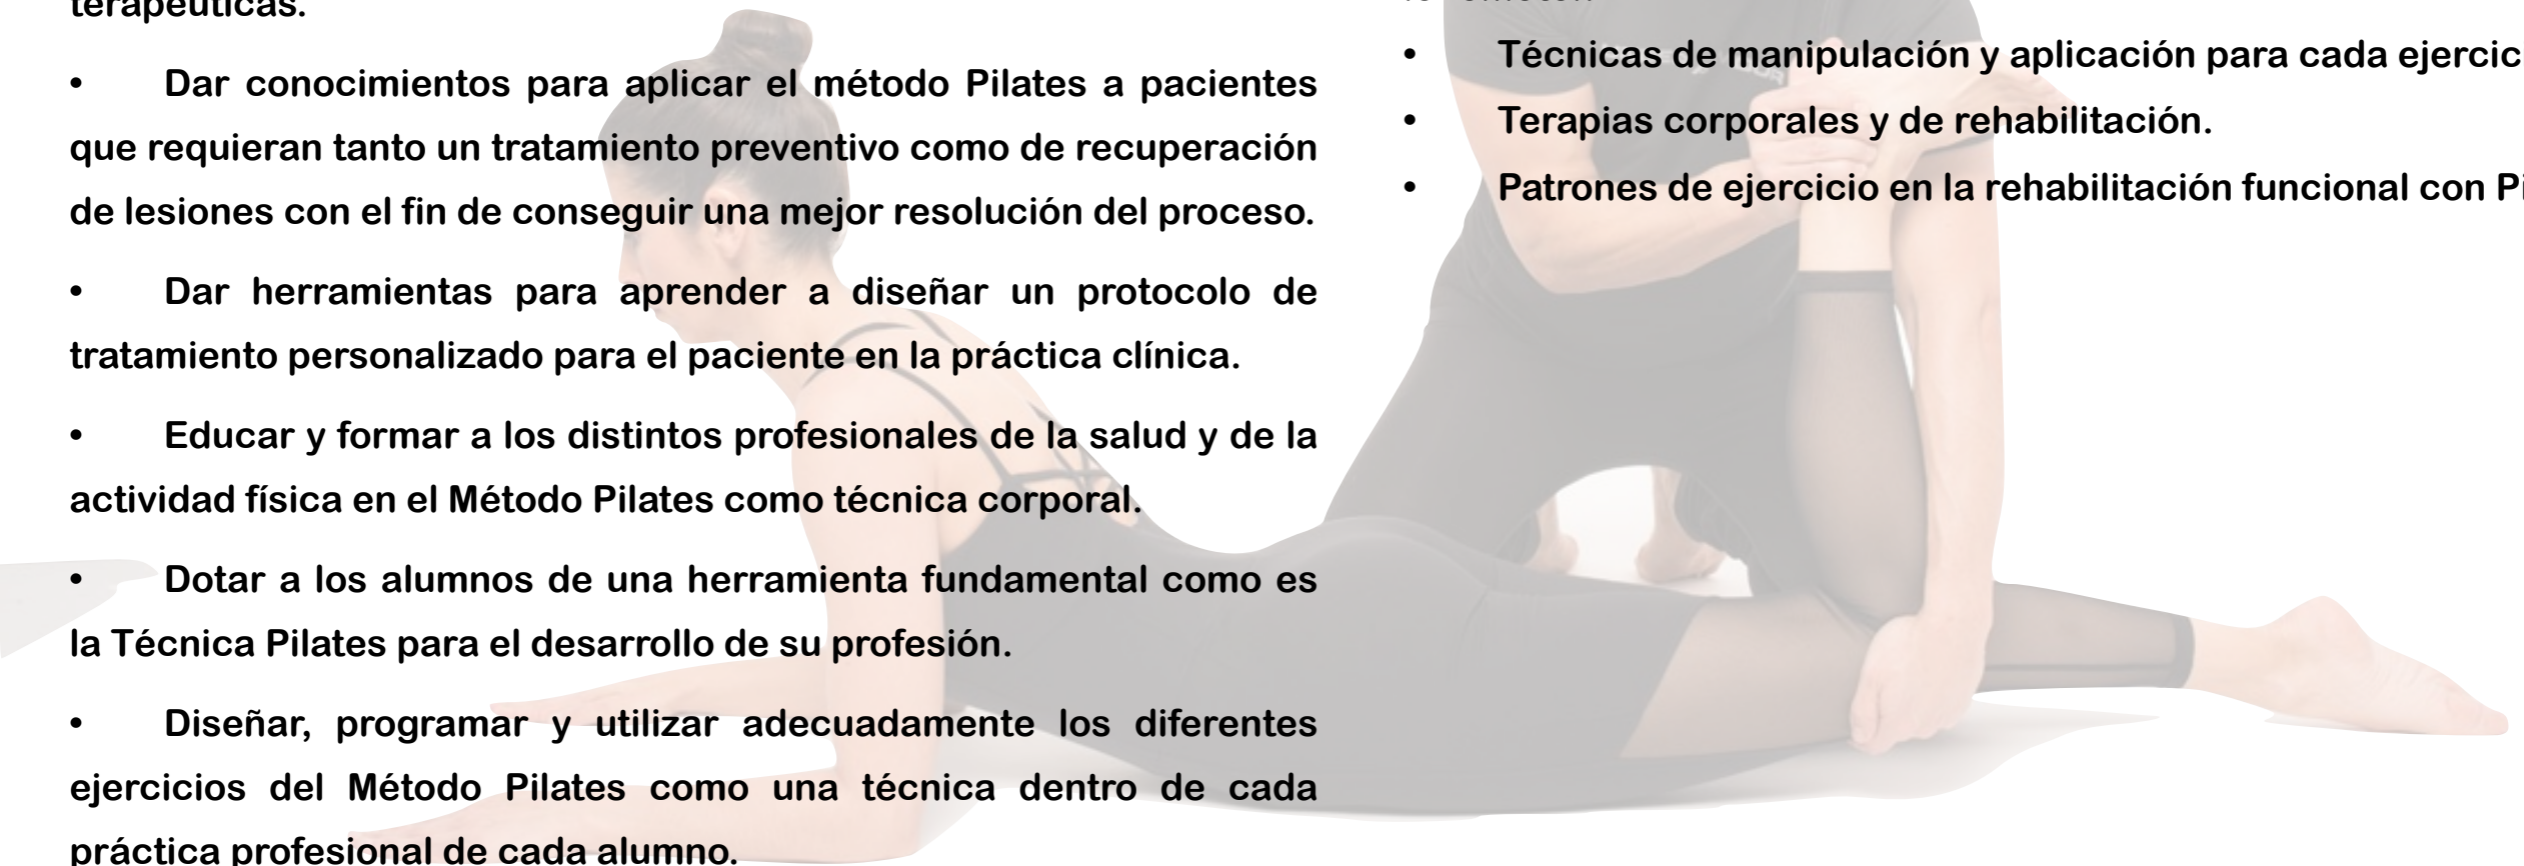 terapéuticas.
• Dar conocimientos para aplicar el método Pilates a pacientes
que requieran tanto un tratamiento preventivo como de recuperación
de lesiones con el fin de conseguir una mejor resolución del proceso.
• Dar herramientas para aprender a diseñar un protocolo de
tratamiento personalizado para el paciente en la práctica clínica.
• Educar y formar a los distintos profesionales de la salud y de la
actividad física en el Método Pilates como técnica corporal.
• Dotar a los alumnos de una herramienta fundamental como es
la Técnica Pilates para el desarrollo de su profesión.
• Diseñar, programar y utilizar adecuadamente los diferentes
ejercicios del Método Pilates como una técnica dentro de cada
práctica profesional de cada alumno.
• Técnicas de manipulación y aplicación para cada
• Terapias corporales y de rehabilitación.
• Patrones de ejercicio en la rehabilitación funcional con